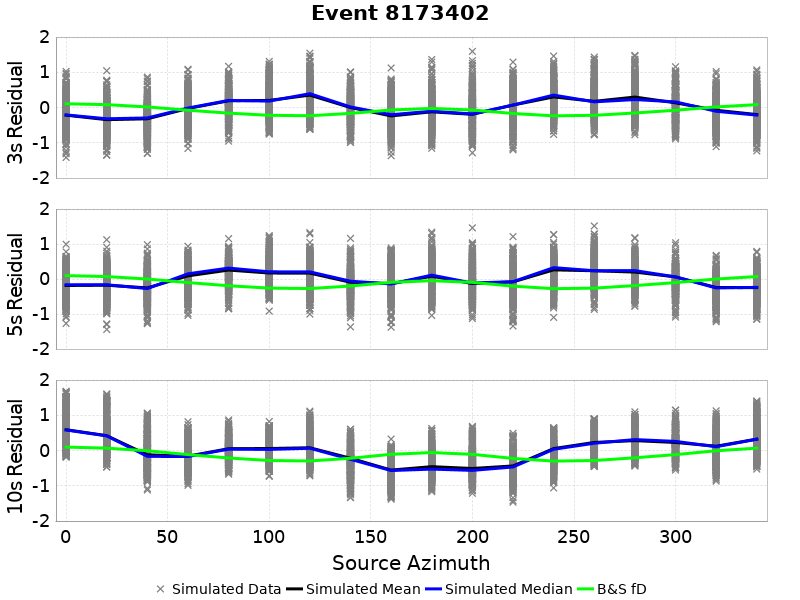 Event 8173402
3s Residual
2
1
0
-1
-2
5s Residual
2
1
0
-1
-2
10s Residual
2
1
0
-1
-2
0 50 100 150 200 250 300
Source Azimuth
Simulated Data Simulated Mean Simulated Median B&S fD